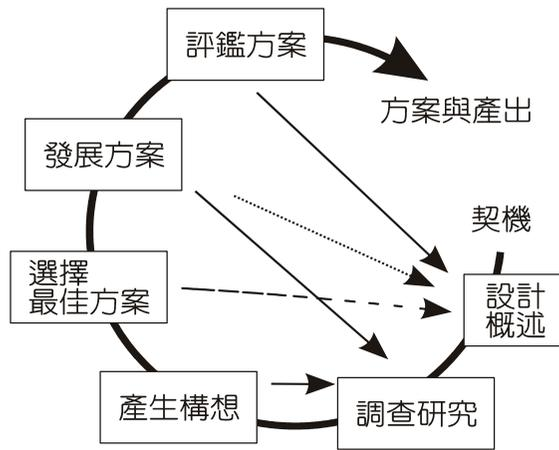 評鑑方案
方案與產出
發展方案
契機
選擇
最佳方案
設計
概述
產生構想
調查研究